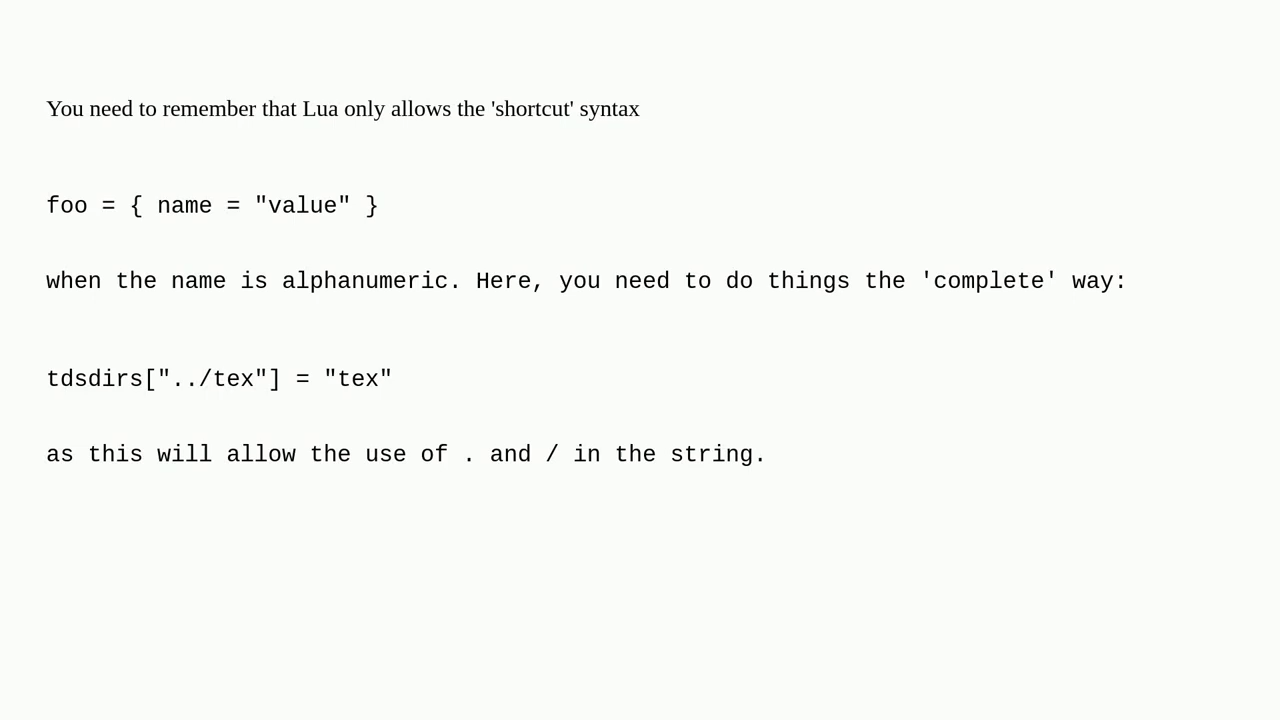 You need to remember that Lua only allows the 'shortcut' syntax
foo = { name = "value" }
when the name is alphanumeric. Here, you need to do things the 'complete' way:
tdsdirs["../tex"] = "tex"
as this will allow the use of . and / in the string.